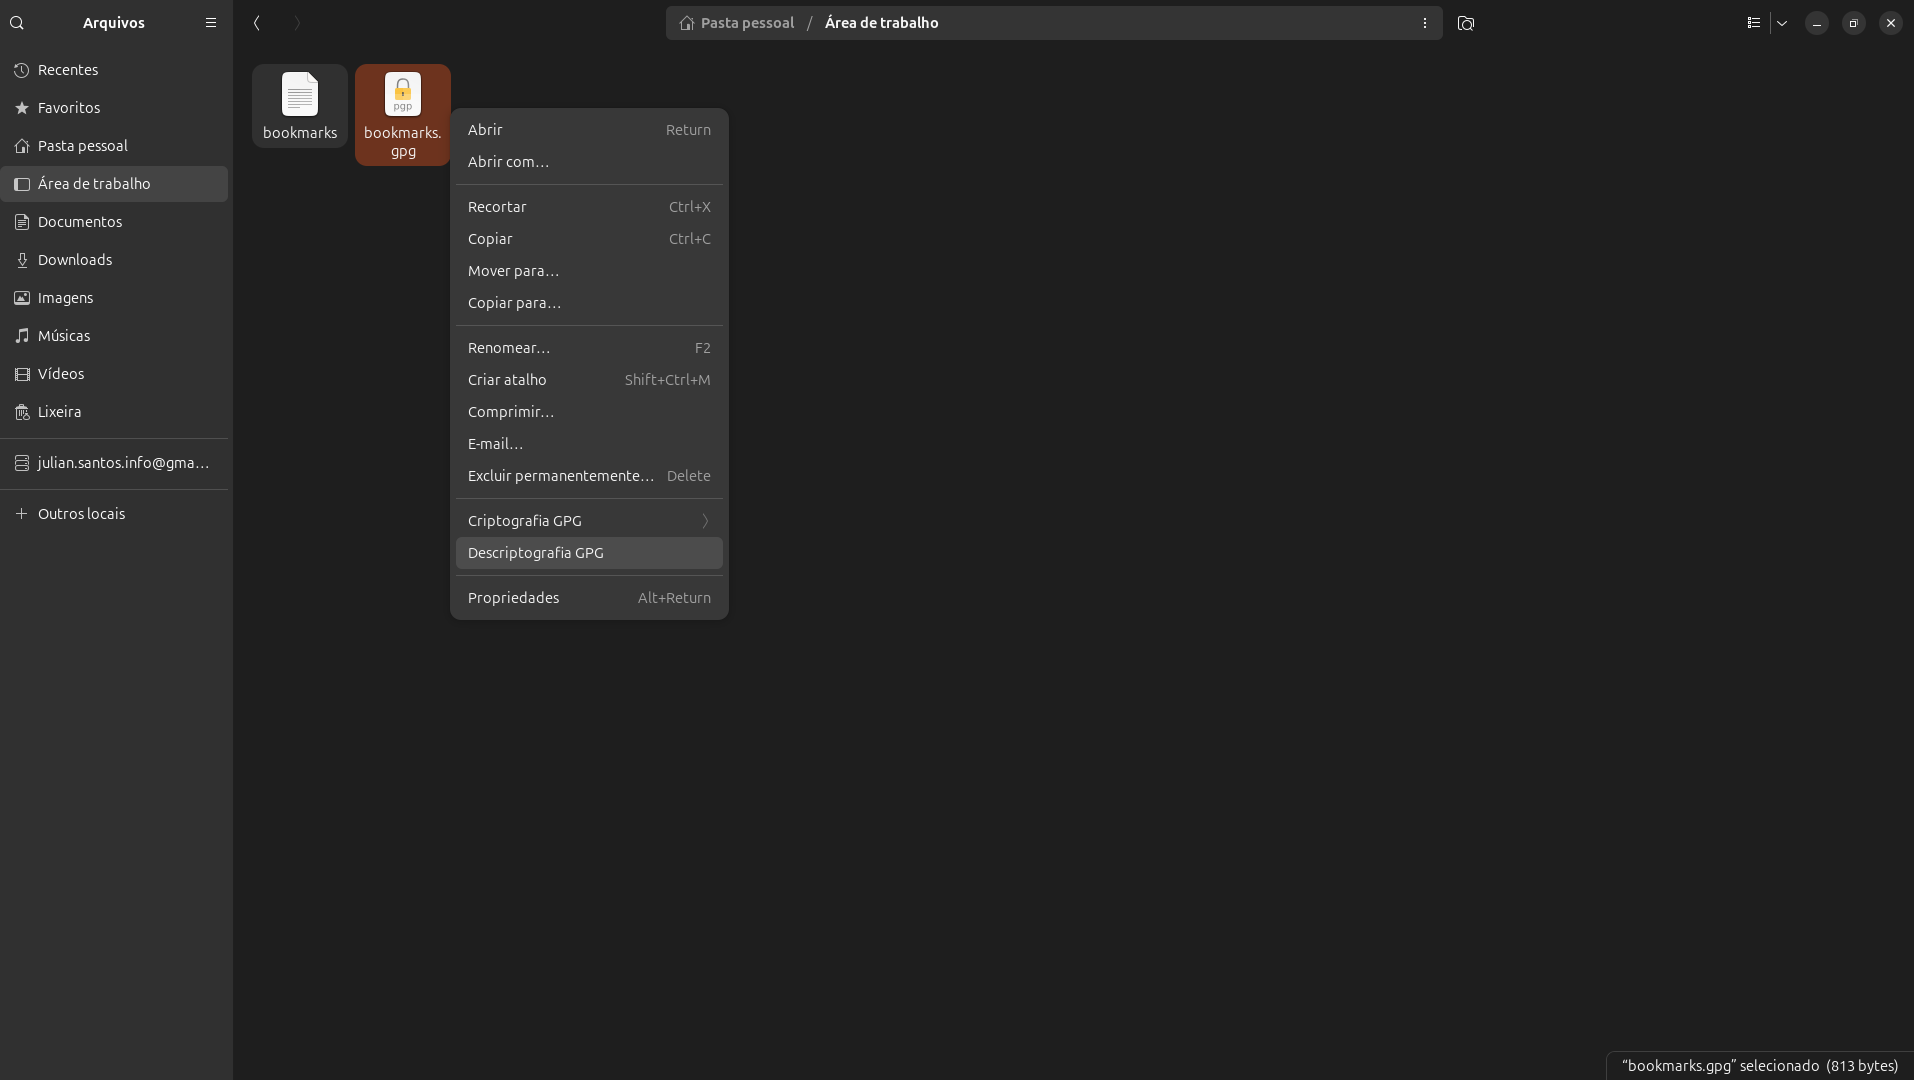 Arquivos
Pasta pessoal / Área de trabalho
Recentes
Favoritos
Pasta pessoal
Área de trabalho
Documentos
Downloads
Imagens
Músicas
Vídeos
Lixeira
julian.santos.info@gma…
Outros locais
bookmarks
pgp
bookmarks.
gpg
Abrir Return
Abrir com…
Recortar Ctrl+X
Copiar Ctrl+C
Mover para…
Copiar para…
Renomear… F2
Criar atalho Shift+Ctrl+M
Comprimir…
E-mail…
Excluir permanentemente… Delete
Criptografia GPG
Descriptografia GPG
Propriedades Alt+Return
“bookmarks.gpg” selecionado (813 bytes)